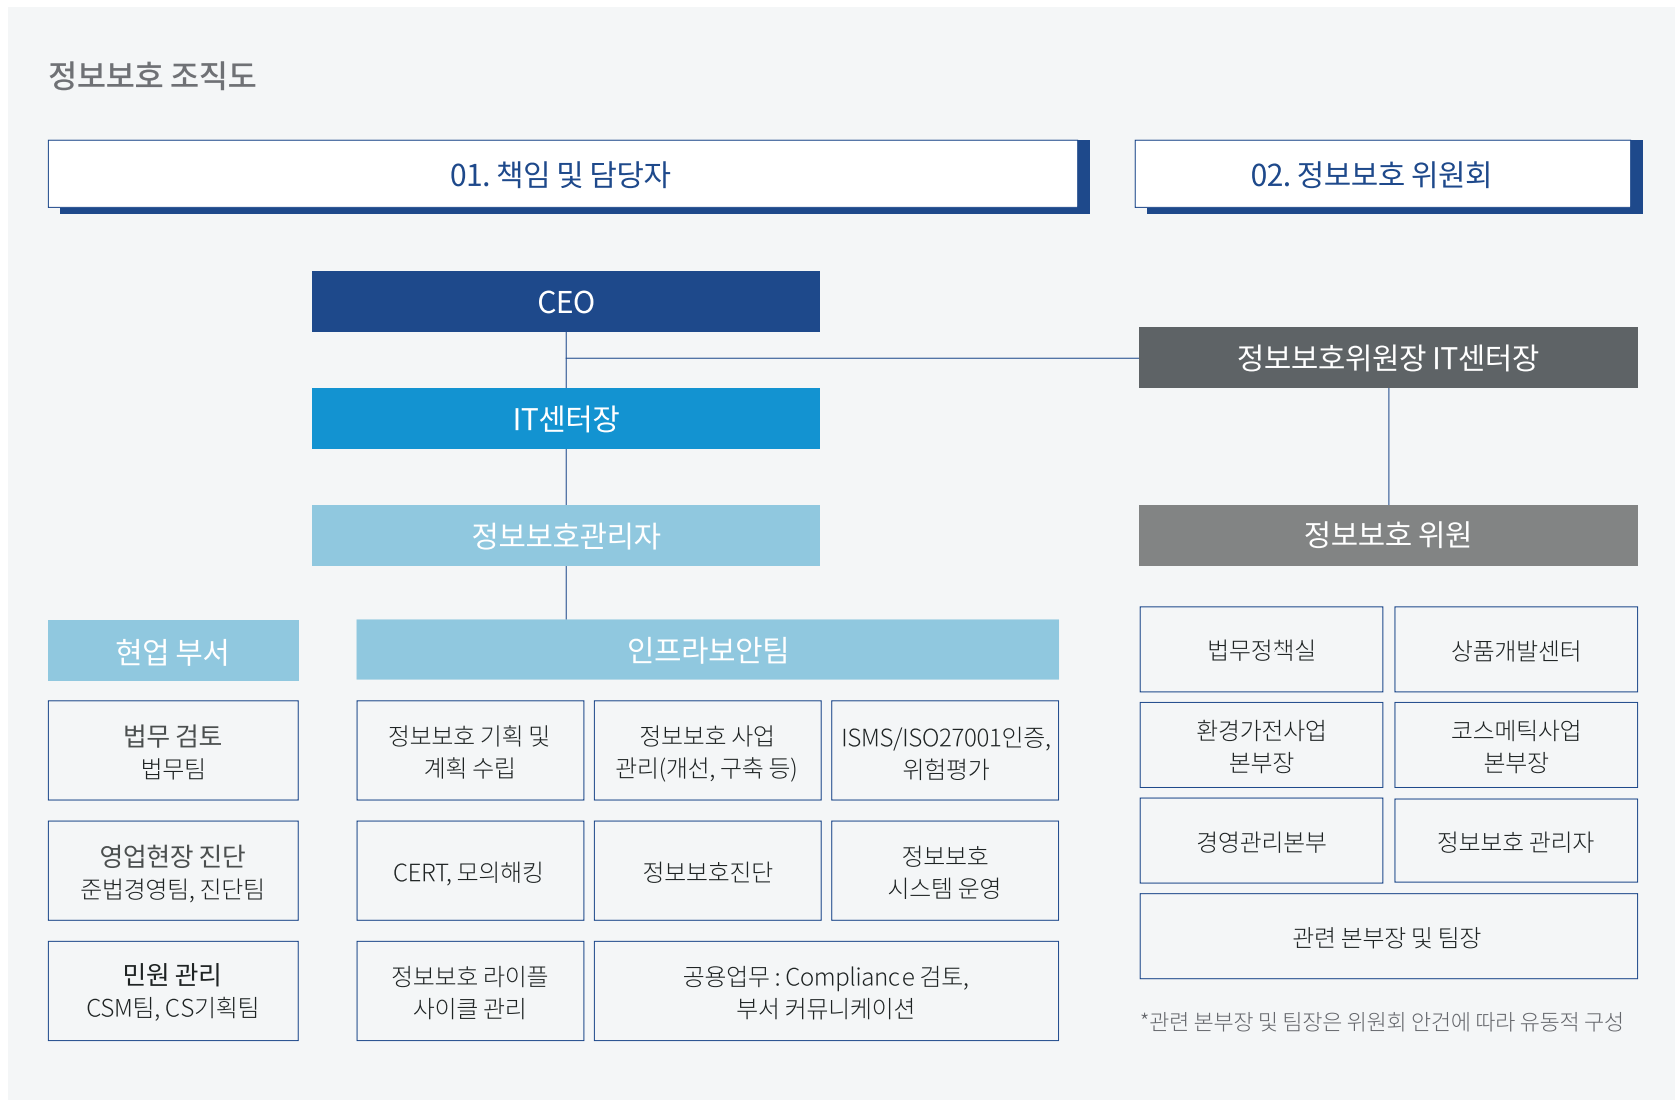 정보보호 조직도
01. 책임 및 담당자
02. 정보보호 위원회
CEO
정보보호위원장 IT센터장
IT센터장
정보보호관리자
정보보호 위원
현업 부서
법무 검토
법무팀
영업현장 진단
준법경영팀, 진단팀
민원 관리
CSM팀, CS기획팀
인프라보안팀
정보보호 기획 및
계획 수립
정보보호 사업
관리(개선, 구축 등)
ISMS/ISO27001인증,
위험평가
CERT, 모의해킹
정보보호진단
정보보호
시스템 운영
정보보호 라이플
사이클 관리
공용업무 : Compliance 검토,
부서 커뮤니케이션
법무정책실
상품개발센터
환경가전사업
본부장
코스메틱사업
본부장
경영관리본부
정보보호 관리자
관련 본부장 및 팀장
*관련 본부장 및 팀장은 위원회 안건에 따라 유동적 구성